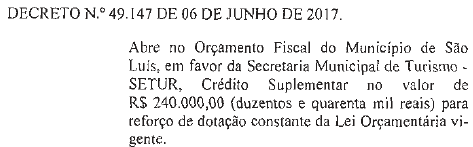 DECRETO N.º 49.147 DE 06 DE JUNHO DE 2017.
Abre no Orçamento Fiscal do Município de São
Luís, em favor da Secretaria Municipal de Turismo -
SETUR, Crédito Suplementar no valor de
R$ 240.000,00 (duzentos e quarenta mil reais) para
reforço de dotação constante da Lei Orçamentária vi-
gente.